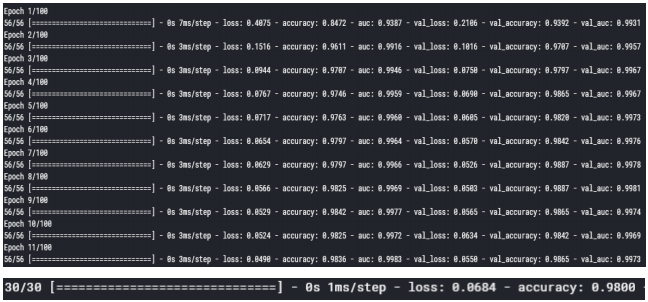 Epoch 1/100
56/56 [==============================] - 0s 7ms/step - loss: 0.4075 - accuracy: 0.8472 - auc: 0.9387 - val_loss: 0.2106 - val_accuracy: 0.9392 - val_auc: 0.9931
Epoch 2/100
56/56 [==============================] - 0s 3ms/step - loss: 0.1516 - accuracy: 0.9611 - auc: 0.9916 - val_loss: 0.1016 - val_accuracy: 0.9707 - val_auc: 0.9957
Epoch 3/100
56/56 [==============================] - 0s 3ms/step - loss: 0.0944 - accuracy: 0.9707 - auc: 0.9946 - val_loss: 0.0750 - val_accuracy: 0.9797 - val_auc: 0.9967
Epoch 4/100
56/56 [==============================] - 0s 3ms/step - loss: 0.0767 - accuracy: 0.9746 - auc: 0.9959 - val_loss: 0.0690 - val_accuracy: 0.9865 - val_auc: 0.9967
Epoch 5/100
56/56 [==============================] - 0s 3ms/step - loss: 0.0717 - accuracy: 0.9763 - auc: 0.9960 - val_loss: 0.0605 - val_accuracy: 0.9820 - val_auc: 0.9973
Epoch 6/100
56/56 [==============================] - 0s 3ms/step - loss: 0.0654 - accuracy: 0.9797 - auc: 0.9964 - val_loss: 0.0570 - val_accuracy: 0.9842 - val_auc: 0.9976
Epoch 7/100
56/56 [==============================] - 0s 3ms/step - loss: 0.0629 - accuracy: 0.9797 - auc: 0.9966 - val_loss: 0.0526 - val_accuracy: 0.9887 - val_auc: 0.9978
Epoch 8/100
56/56 [==============================] - 0s 3ms/step - loss: 0.0566 - accuracy: 0.9825 - auc: 0.9969 - val_loss: 0.0503 - val_accuracy: 0.9887 - val_auc: 0.9981
Epoch 9/100
56/56 [==============================] - 0s 3ms/step - loss: 0.0529 - accuracy: 0.9842 - auc: 0.9977 - val_loss: 0.0565 - val_accuracy: 0.9865 - val_auc: 0.9974
Epoch 10/100
56/56 [==============================] - 0s 3ms/step - loss: 0.0524 - accuracy: 0.9825 - auc: 0.9972 - val_loss: 0.0634 - val_accuracy: 0.9842 - val_auc: 0.9969
Epoch 11/100
56/56 [==============================] - 0s 3ms/step - loss: 0.0490 - accuracy: 0.9836 - auc: 0.9983 - val_loss: 0.0550 - val_accuracy: 0.9865 - val_auc: 0.9973
30/30 [==============================] - 0s 1ms/step - loss: 0.0684 - accuracy: 0.9800 -